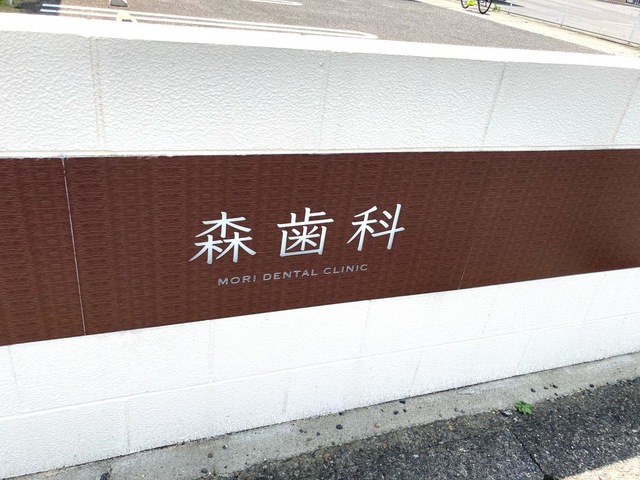 森歯科
MORI DENTAL CLINIC